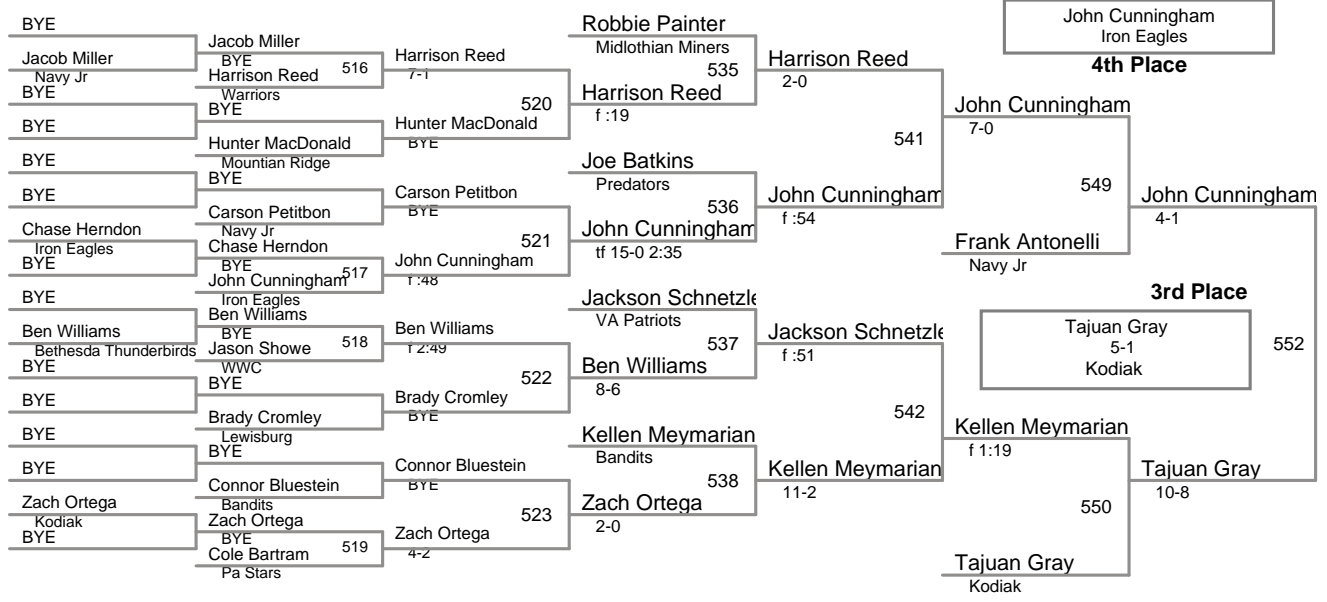 BYE
Jacob Miller
Navy Jr
BYE
BYE
BYE
BYE
Chase Herndon
Iron Eagles
BYE
BYE
Ben Williams
Bethesda Thunderbirds
BYE
BYE
BYE
BYE
Zach Ortega
Kodiak
BYE
Jacob Miller
BYE
516
Harrison Reed
Warriors
BYE
Hunter MacDonald
Mountian Ridge
BYE
Carson Petitbon
Navy Jr
Chase Herndon
BYE
517
John Cunningham
Iron Eagles
Ben Williams
BYE
518
Jason Showe
WWC
BYE
Brady Cromley
Lewisburg
BYE
Connor Bluestein
Bandits
Zach Ortega
BYE
519
Cole Bartram
Pa Stars
Harrison Reed
7-1
520
Hunter MacDonald
BYE
Carson Petitbon
BYE
521
John Cunningham
f :48
Ben Williams
f 2:49
522
Brady Cromley
BYE
Connor Bluestein
BYE
523
Zach Ortega
4-2
Robbie Painter
Midlothian Miners
535
Harrison Reed
f :19
Joe Batkins
Predators
536
John Cunningham
tf 15-0 2:35
Jackson Schnetzle
VA Patriots
537
Ben Williams
8-6
Kellen Meymarian
Bandits
538
Zach Ortega
2-0
Harrison Reed
2-0
541
John Cunningham
f :54
Jackson Schnetzle
f :51
542
Kellen Meymarian
11-2
John Cunningham
7-0
549
Frank Antonelli
Navy Jr
Kellen Meymarian
f 1:19
550
Tajuan Gray
Kodiak
John Cunningham
4-1
552
Tajuan Gray
10-8
John Cunningham
Iron Eagles
4th Place
3rd Place
Tajuan Gray
5-1
Kodiak